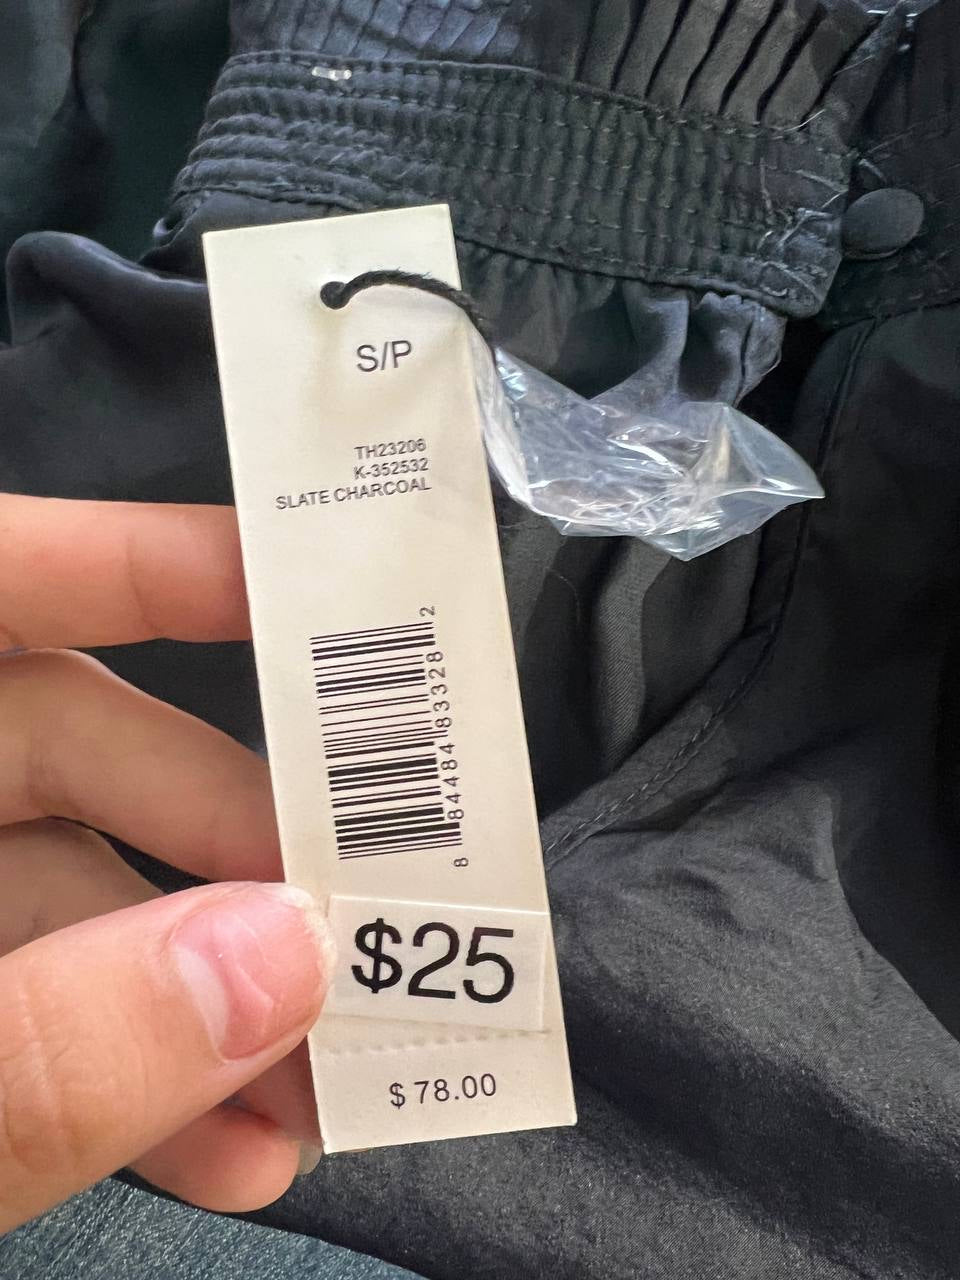 S/P
TH23206
K-352532
SLATE CHARCOAL
8 84484 83328 2
$25
$ 78.00